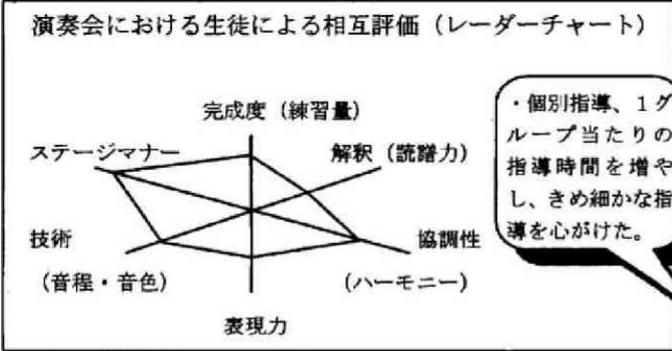 演奏会における生徒による相互評価（レーダーチャート）
完成度（練習量）
ステージマナー
解釈（読譜力）
技術
（音程・音色）
協調性
（ハーモニー）
表現力
・個別指導、１グ
ループ当たりの
指導時間を増や
し、きめ細かな指
導を心がけた。